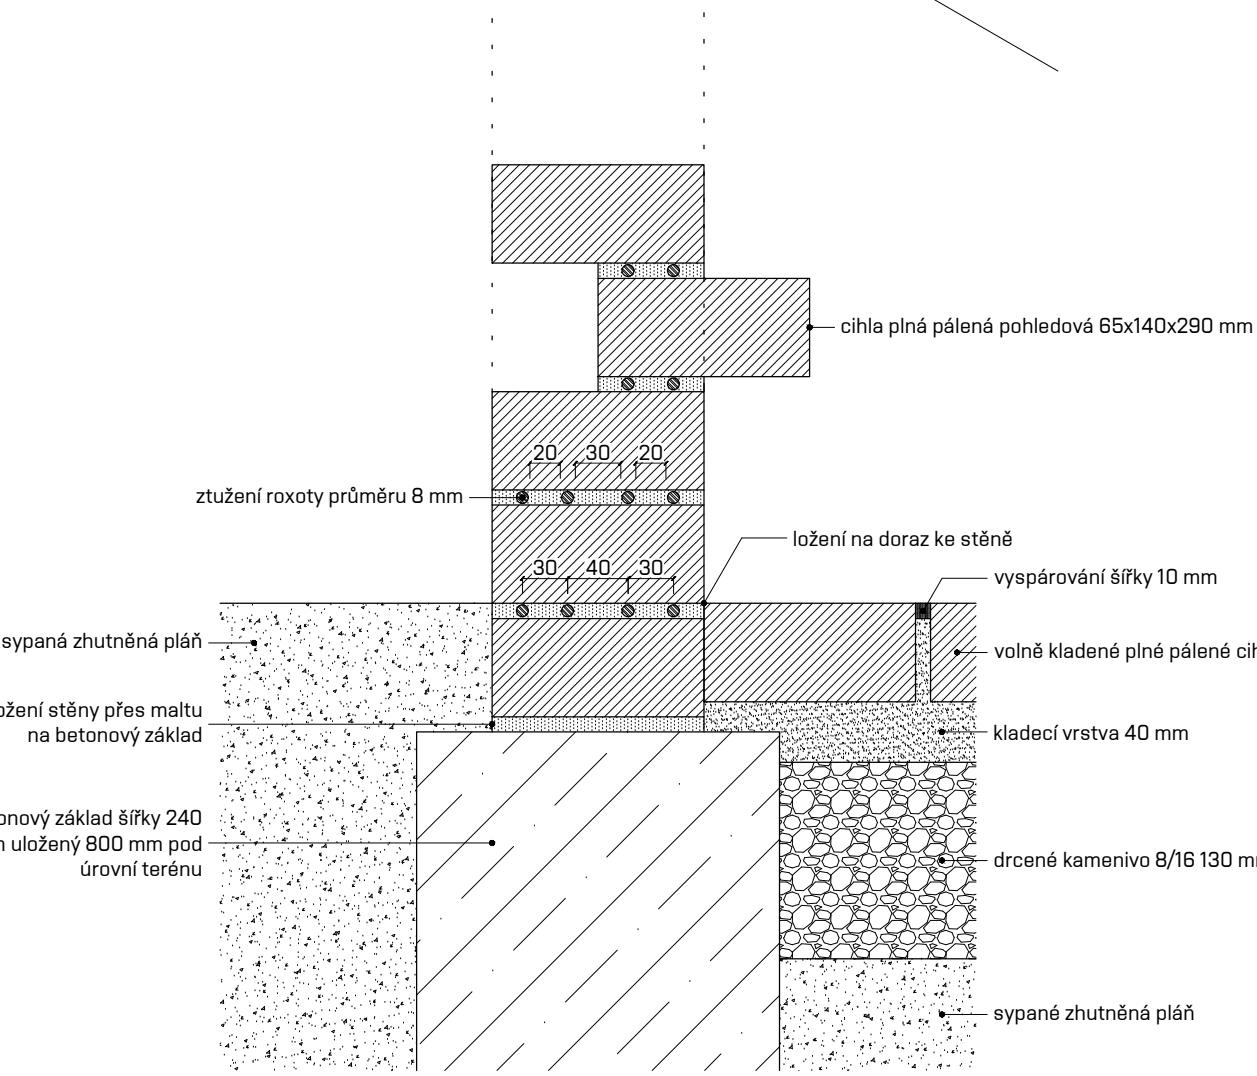 cihla plná pálená pohledová 65x140x290 mm
20 30 20
ztužení roxoty průměru 8 mm
ložení na doraz ke stěně
30 40 30
vyspárování šířky 10 mm
sypaná zhutněná pláň
volně kladené plné pálené
ožení stěny přes maltu
na betonový základ
kladecí vrstva 40 mm
onový základ šířky 240
uložený 800 mm pod
úrovní terénu
drcené kamenivo 8/16 130
sypané zhutněná pláň